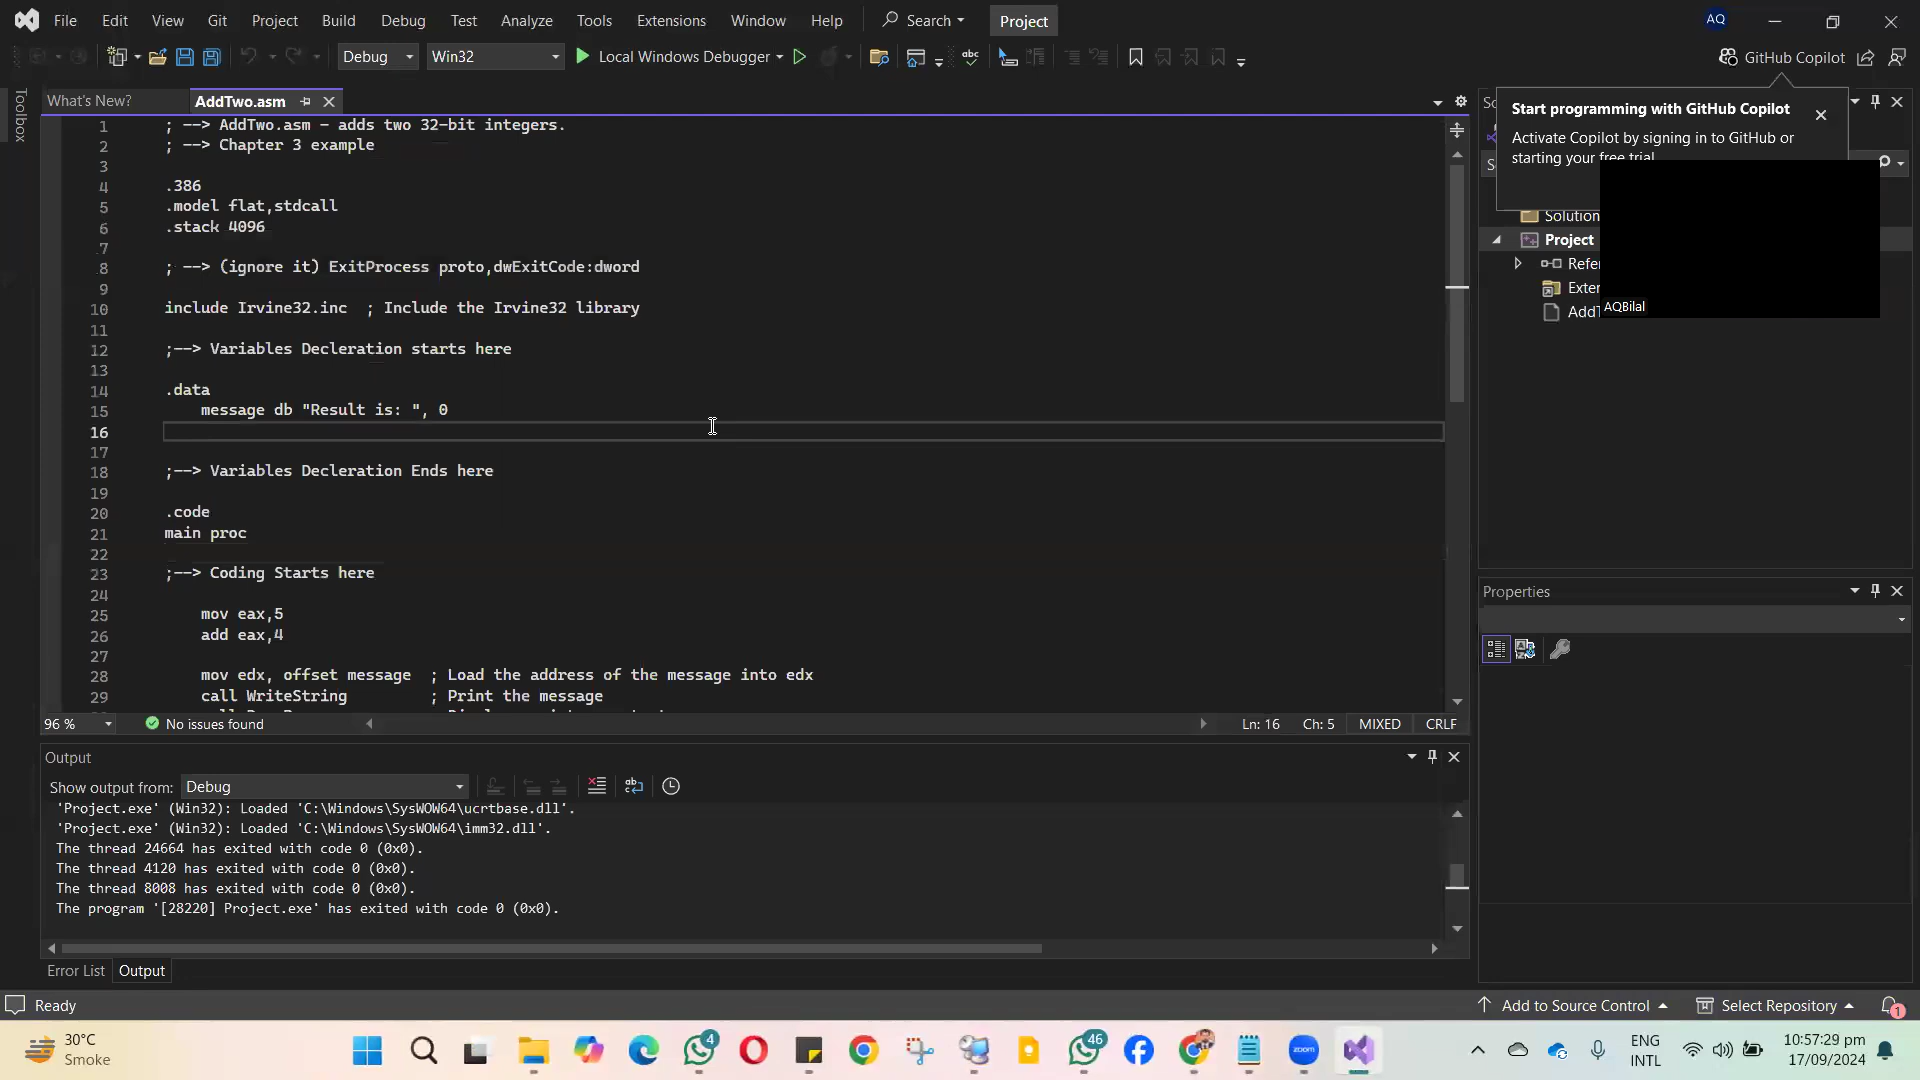 File Edit View Git Project Build Debug Test Analyze Tools Extensions Window Help Search Project AQ
Debug Win32 Local Windows Debugger abc GitHub Copilot
Toolbox
What's New? AddTwo.asm
Start programming with GitHub Copilot
Activate Copilot by signing in to GitHub or
starting your free trial
1 ; --> AddTwo.asm - adds two 32-bit integers.
2 ; --> Chapter 3 example
3
4 .386
5 .model flat,stdcall
6 .stack 4096
7
8 ; --> (ignore it) ExitProcess proto,dwExitCode:dword
9
10 include Irvine32.inc ; Include the Irvine32 library
11
12 ;--> Variables Decleration starts here
13
14 .data
15 message db "Result is: ", 0
16
17
18 ;--> Variables Decleration Ends here
19
20 .code
21 main proc
22
23 ;--> Coding Starts here
24
25 mov eax,5
26 add eax,4
27
28 mov edx, offset message ; Load the address of the message into edx
29 call WriteString ; Print the message
Solution
Project
Refer
Exter
AddT
AQBilal
96 % No issues found Ln: 16 Ch: 5 MIXED CRLF
Properties
Output
Show output from: Debug
'Project.exe' (Win32): Loaded 'C:\Windows\SysWOW64\ucrtbase.dll'.
'Project.exe' (Win32): Loaded 'C:\Windows\SysWOW64\imm32.dll'.
The thread 24664 has exited with code 0 (0x0).
The thread 4120 has exited with code 0 (0x0).
The thread 8008 has exited with code 0 (0x0).
The program '[28220] Project.exe' has exited with code 0 (0x0).
Error List Output
Ready Add to Source Control Select Repository 1
30°C
Smoke
4
46
zoom
ENG
INTL
10:57:29 pm
17/09/2024